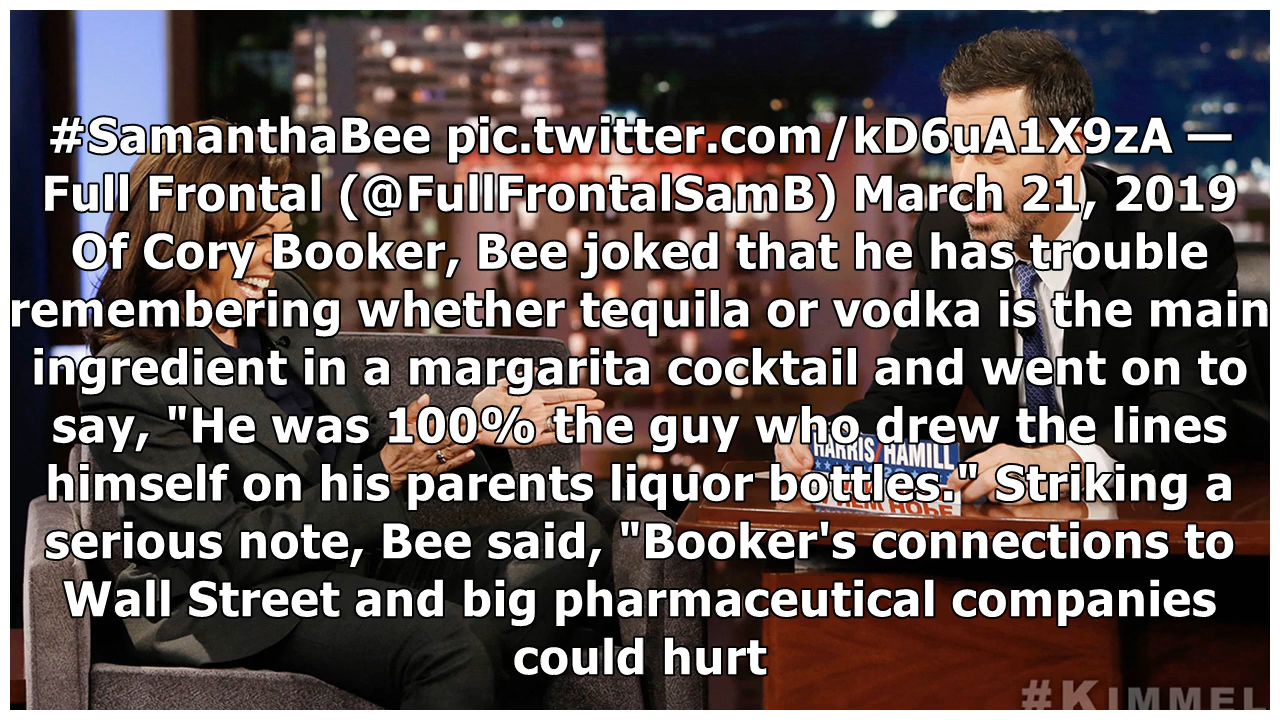 #SamanthaBee pic.twitter.com/kD6uA1X9zA —
Full Frontal (@FullFrontalSamB) March 21, 2019
Of Cory Booker, Bee joked that he has trouble
remembering whether tequila or vodka is the main
ingredient in a margarita cocktail and went on to
say, "He was 100% the guy who drew the lines
himself on his parents liquor bottles." Striking a
serious note, Bee said, "Booker's connections to
Wall Street and big pharmaceutical companies
could hurt
HARRIS/HAMILL
HOPE
#KIMMEL